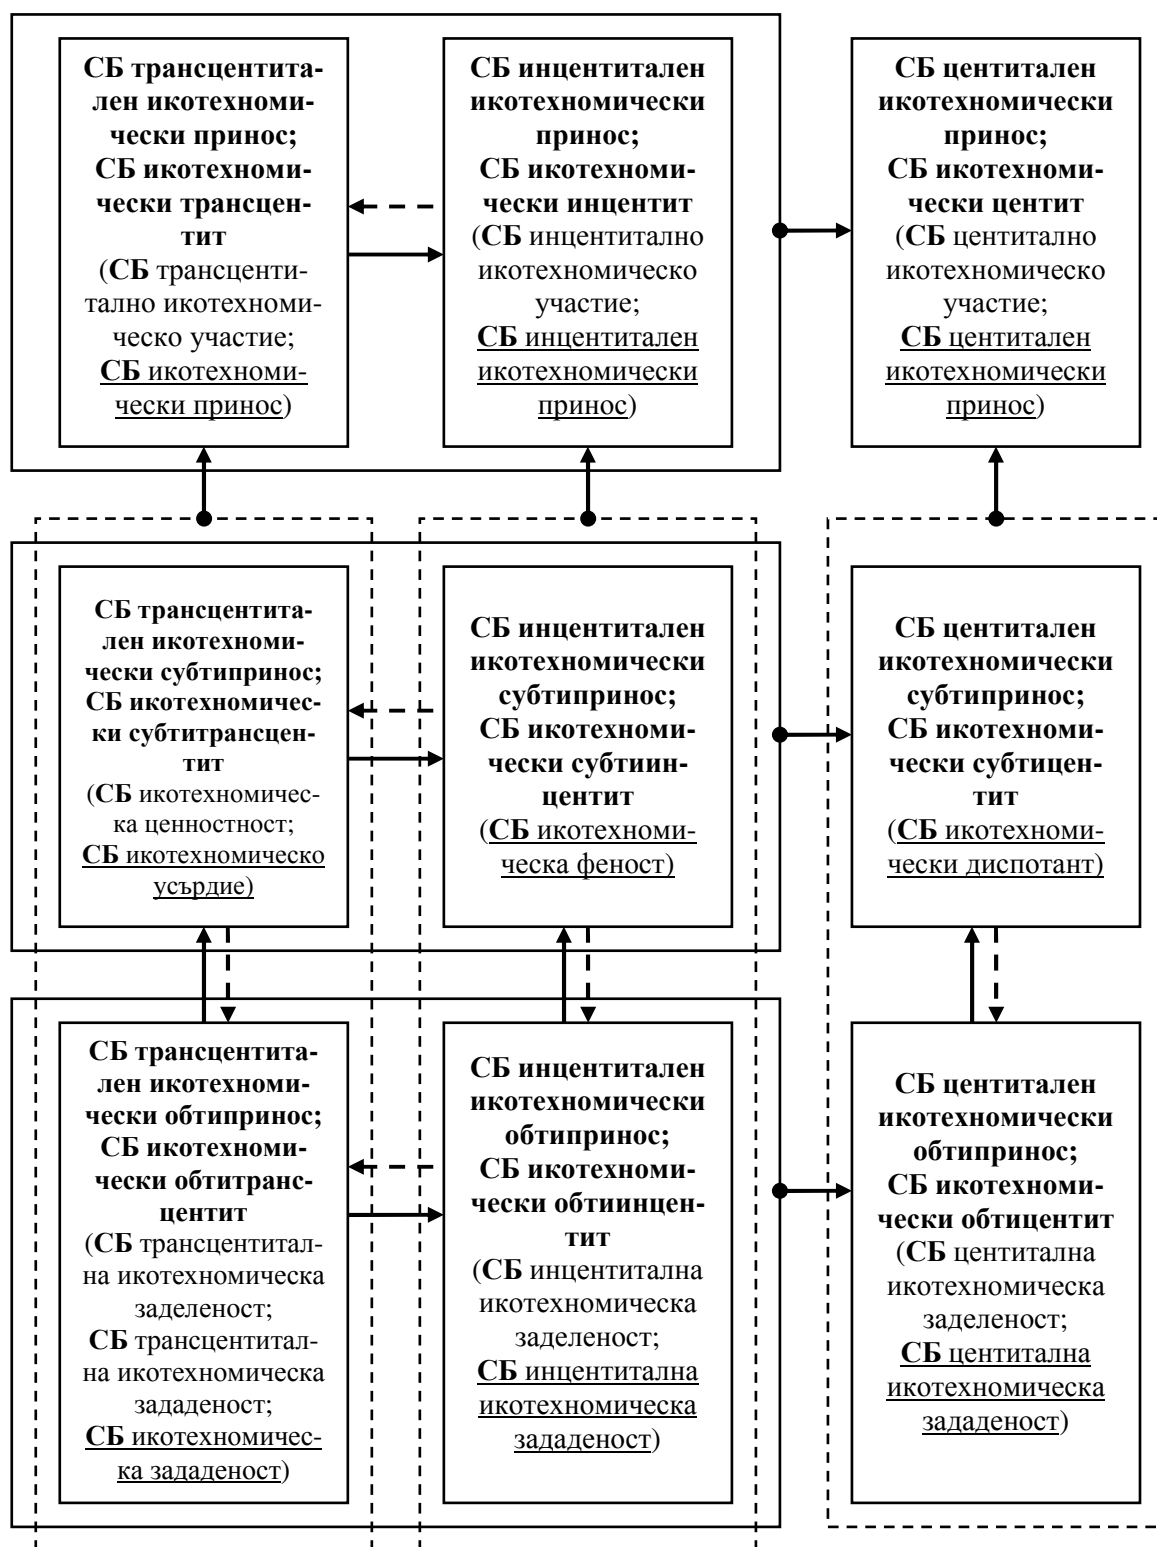 СБ трансцентита-
лен икотехноми-
чески принос;
СБ икотехноми-
чески трансцен-
тит
(СБ трансценти-
тално икотехноми-
ческо участие;
СБ икотехноми-
чески принос)
СБ инцентитален
икотехномически
принос;
СБ икотехноми-
чески инцентит
(СБ инцентитално
икотехномическо
участие;
СБ инцентитален
икотехномически
принос)
СБ центитален
икотехномически
принос;
СБ икотехноми-
чески центит
(СБ центитално
икотехномическо
участие;
СБ центитален
икотехномически
принос)
СБ трансцентита-
лен икотехноми-
чески субтипринос;
СБ икотехномичес-
ки субтитрансцен-
тит
(СБ икотехномичес-
ка ценностност;
СБ икотехномическо
усърдие)
СБ инцентитален
икотехномически
субтипринос;
СБ икотехноми-
чески субтиин-
центит
(СБ икотехноми-
ческа феност)
СБ центитален
икотехномически
субтипринос;
СБ икотехноми-
чески субтицен-
тит
(СБ икотехноми-
чески диспотант)
СБ трансцентита-
лен икотехноми-
чески обтипринос;
СБ икотехноми-
чески обтитранс-
центит
(СБ трансцентитал-
на икотехномическа
заделеност;
СБ трансцентитал-
на икотехномическа
зададеност;
СБ икотехномичес-
ка зададеност)
СБ инцентитален
икотехномически
обтипринос;
СБ икотехноми-
чески обтиинцен-
тит
(СБ инцентитална
икотехномическа
заделеност;
СБ инцентитална
икотехномическа
зададеност)
СБ центитален
икотехномически
обтипринос;
СБ икотехноми-
чески обтицентит
(СБ центитална
икотехномическа
заделеност;
СБ центитална
икотехномическа
зададеност)